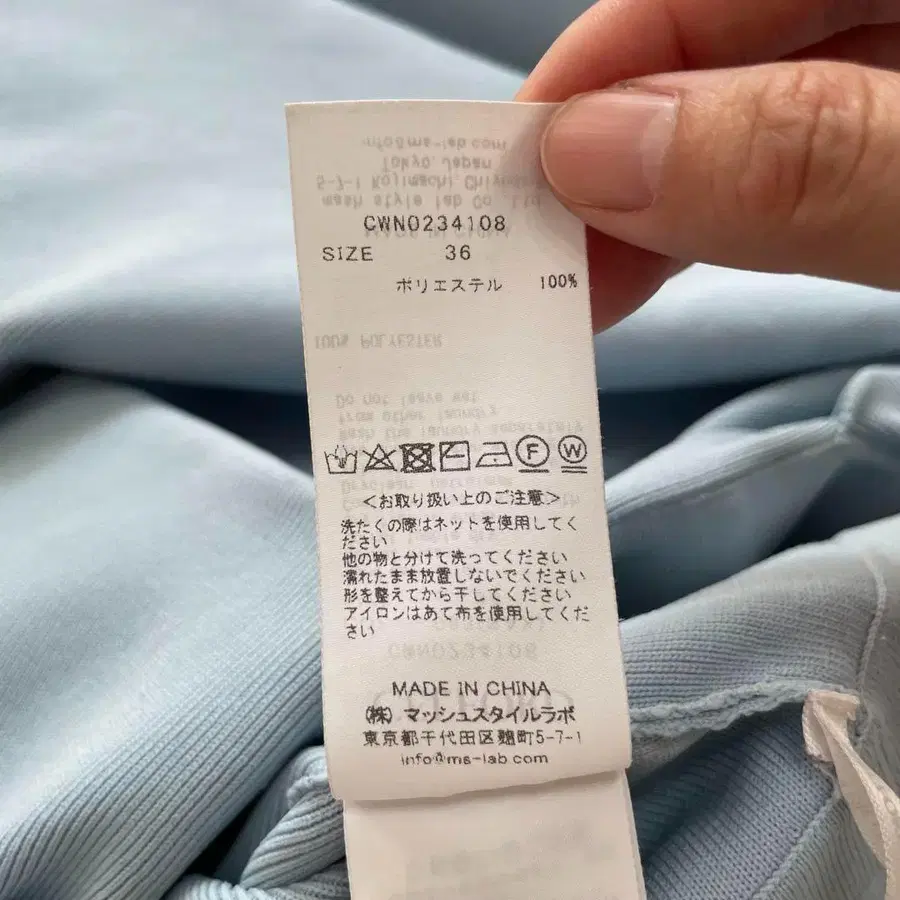 CWN0234108
SIZE 36
ポリエステル 100%
F W
<お取り扱い上のご注意>
洗たくの際はネットを使用してく
ださい
他の物と分けて洗ってください
濡れたまま放置しないでください
形を整えてから干してください
アイロンはあて布を使用してくだ
さい
MADE IN CHINA
(株) マッシュスタイルラボ
東京都千代田区麹町5-7-1
info@ms-lab.com